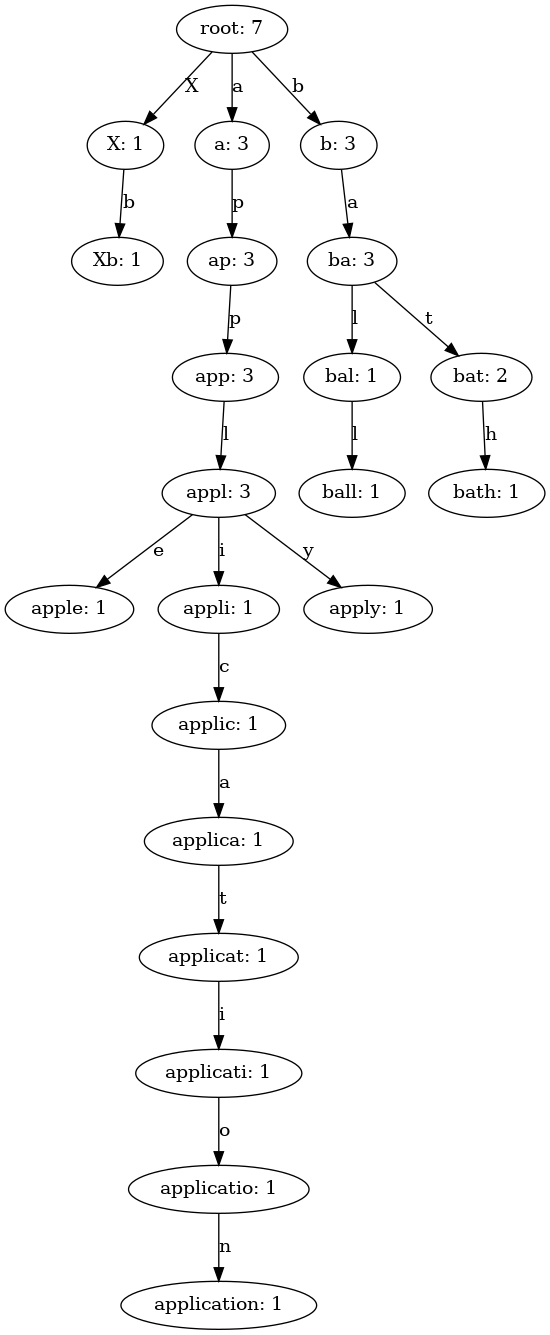 root: 7
X a b
X: 1 a: 3 b: 3
b p a
Xb: 1 ap: 3 ba: 3
p l t
app: 3 bal: 1 bat: 2
l l h
appl: 3 ball: 1 bath: 1
e i y
apple: 1 appli: 1 apply: 1
c
applic: 1
a
applica: 1
t
applicat: 1
i
applicati: 1
o
applicatio: 1
n
application: 1